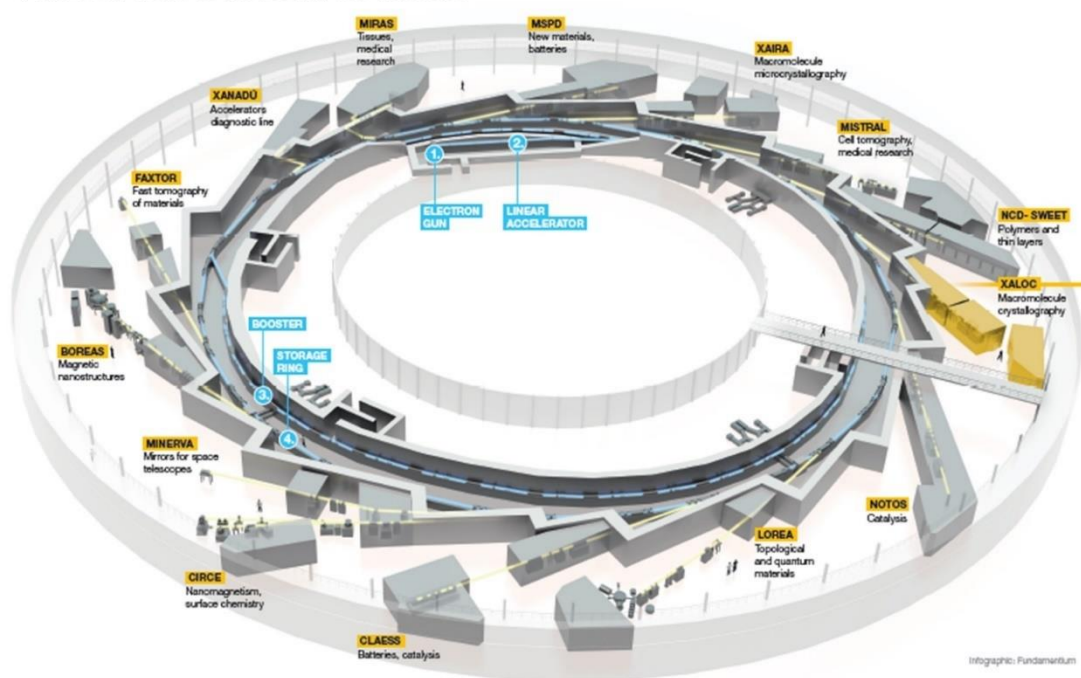 MIRAS
Tissues,
medical
research
MSPD
New materials,
batteries
XAIRA
Macromolecule
microcrystallography
XANADÚ
Accelerators
diagnostic line
MISTRAL
Cell tomography,
medical research
FAXTOR
Fast tomography
of materials
1.
2.
ELECTRON
GUN
LINEAR
ACCELERATOR
NCD- SWEET
Polymers and
thin layers
XALOC
Macromolecule
crystallography
BOOSTER
STORAGE
RING
BOREAS
Magnetic
nanostructures
3.
4.
MINERVA
Mirrors for space
telescopes
NOTOS
Catalysis
LOREA
Topological
and quantum
materials
CIRCE
Nanomagnetism,
surface chemistry
CLAESS
Batteries, catalysis
Infographic: Fundamentium